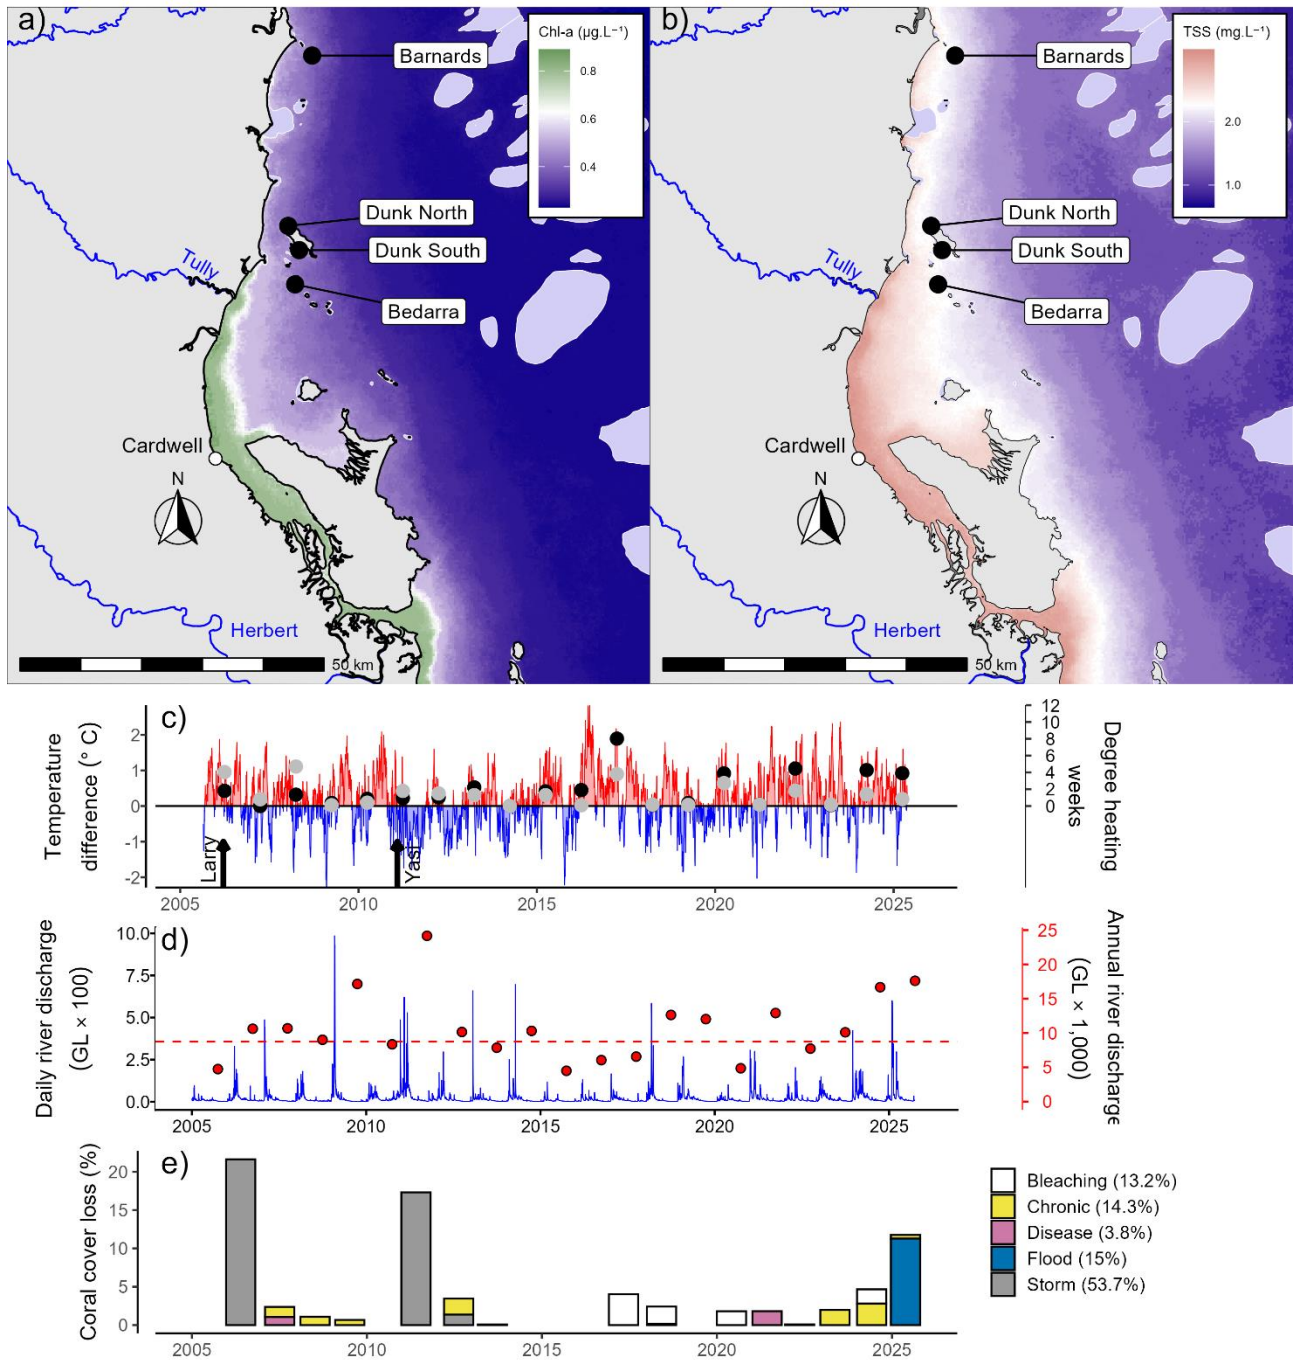 a)
Chl-a (µg.L⁻¹)
0.8
0.6
0.4
Barnards
Dunk North
Dunk South
Bedarra
Tully
Cardwell
N
Herbert
50 km
b)
TSS (mg.L⁻¹)
2.0
1.0
Barnards
Dunk North
Dunk South
Bedarra
Tully
Cardwell
N
Herbert
50 km
c)
Temperature
difference (° C)
2
1
0
-1
-2
Larry
Yasi
12
10
8
6
4
2
0
Degree heating
weeks
2005
2010
2015
2020
2025
d)
Daily river discharge
(GL × 100)
10.0
7.5
5.0
2.5
0.0
25
20
15
10
5
0
Annual river discharge
(GL × 1,000)
2005
2010
2015
2020
2025
e)
Coral cover loss (%)
20
15
10
5
0
2005
2010
2015
2020
2025
Bleaching (13.2%)
Chronic (14.3%)
Disease (3.8%)
Flood (15%)
Storm (53.7%)